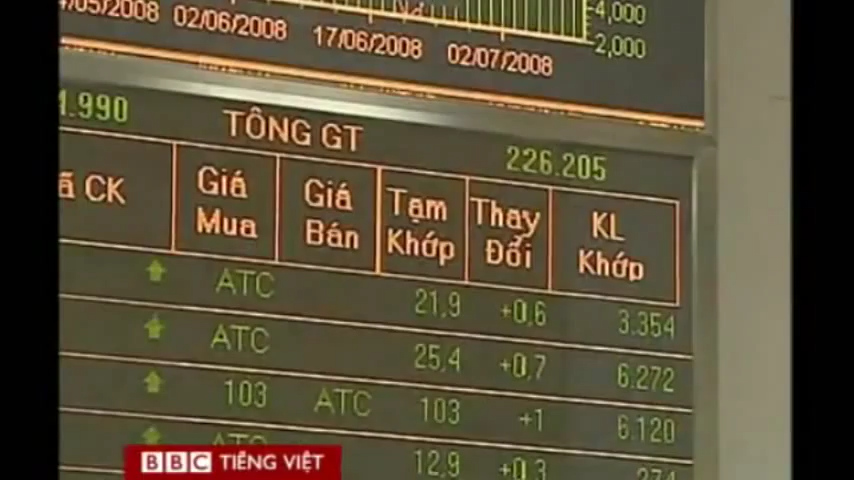 /05/2008 02/06/2008 17/06/2008 02/07/2008
4,000
2,000
.990 TỔNG GT 226.205
CK Giá Mua Giá Bán Tạm Khớp Thay Đổi KL Khớp
ATC 21,9 +0,6 3.354
ATC 25,4 +0,7 6.272
103 ATC 103 +1 6.120
ATC 12,9 +0,3 274
BBC TIẾNG VIỆT